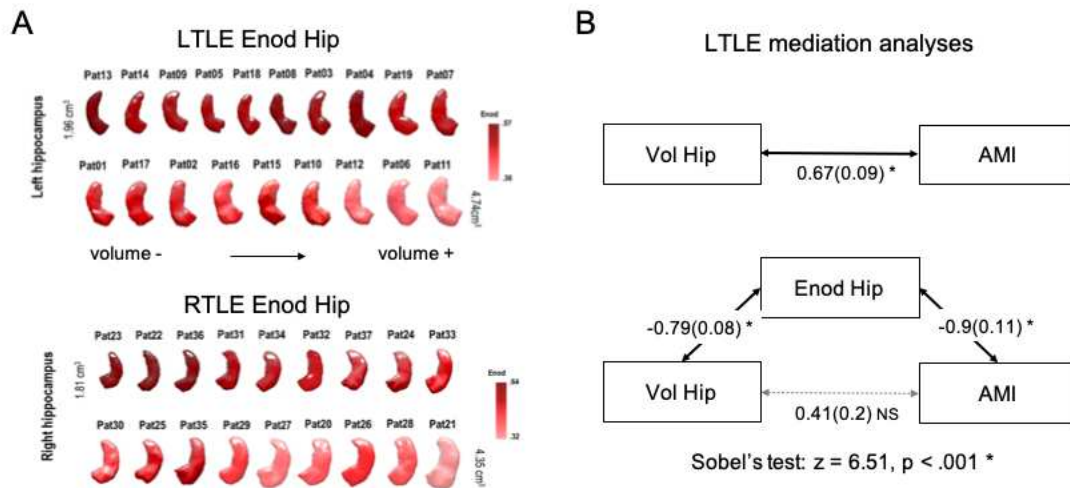 A
LTLE Enod Hip
Pat13 Pat14 Pat09 Pat05 Pat18 Pat08 Pat03 Pat04 Pat19 Pat07
Left hippocampus
1.96 cm³
Enod
.38
Pat01 Pat17 Pat02 Pat16 Pat15 Pat10 Pat12 Pat06 Pat11
4.74cm³
volume - volume +
RTLE Enod Hip
Pat23 Pat22 Pat36 Pat31 Pat34 Pat32 Pat37 Pat24 Pat33
Right hippocampus
1.81 cm³
Enod
.64
.32
Pat30 Pat25 Pat35 Pat29 Pat27 Pat20 Pat26 Pat28 Pat21
4.35 cm³
B
LTLE mediation analyses
Vol Hip AMI
0.67(0.09) *
Enod Hip
-0.79(0.08) * -0.9(0.11) *
Vol Hip AMI
0.41(0.2) NS
Sobel's test: z = 6.51, p < .001 *